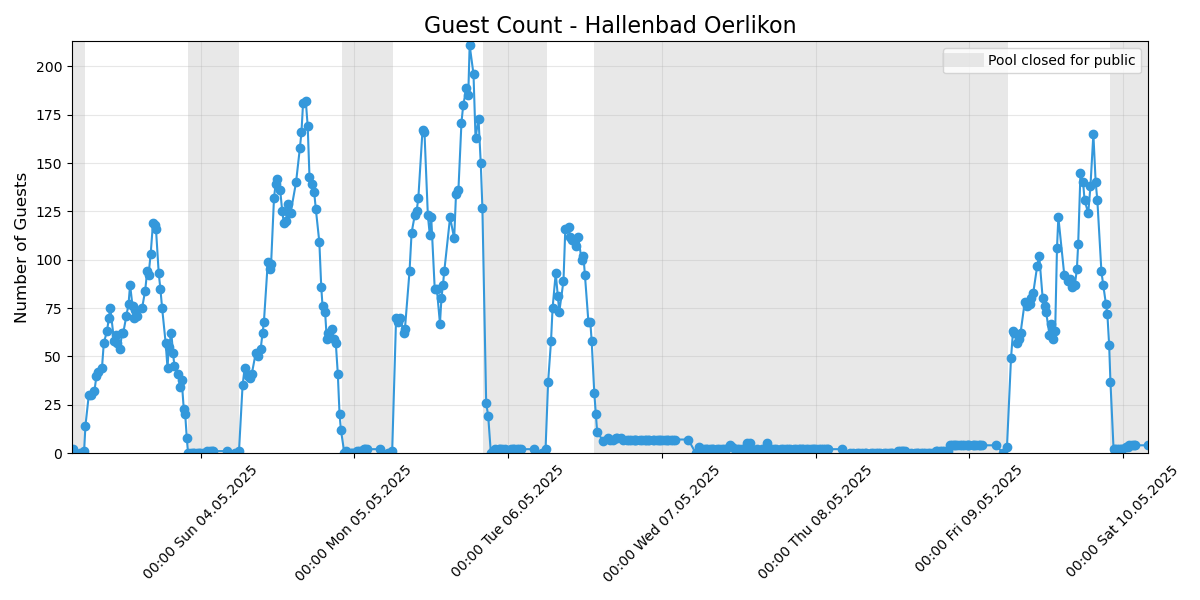 Guest Count - Hallenbad Oerlikon
Pool closed for public
Number of Guests
200
175
150
125
100
75
50
25
0
00:00 Sun 04.05.2025
00:00 Mon 05.05.2025
00:00 Tue 06.05.2025
00:00 Wed 07.05.2025
00:00 Thu 08.05.2025
00:00 Fri 09.05.2025
00:00 Sat 10.05.2025